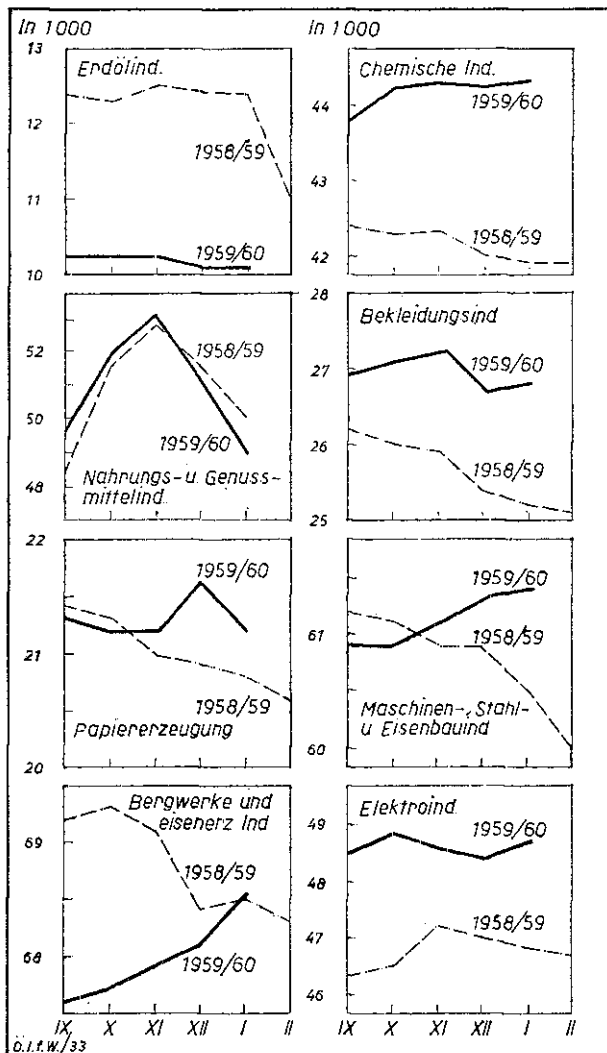 In 1000
13
Erdölind.
12
1958/59
11
1959/60
10
In 1000
Chemische Ind.
44
1959/60
43
1958/59
42
52
1958/59
50
1959/60
48
Nahrungs- u. Genuss-
mittelind.
28
Bekleidungsind.
27
1959/60
26
1958/59
25
22
1959/60
21
1958/59
Papiererzeugung
20
1959/60
61
1958/59
Maschinen-, Stahl-
u Eisenbauind
60
Bergwerke und
eisenerz Ind
69
1958/59
68
1959/60
IX X XI XII I II
Elektroind.
49
1959/60
48
1958/59
47
46
IX X XI XII I II
Ö.I.f.W./33